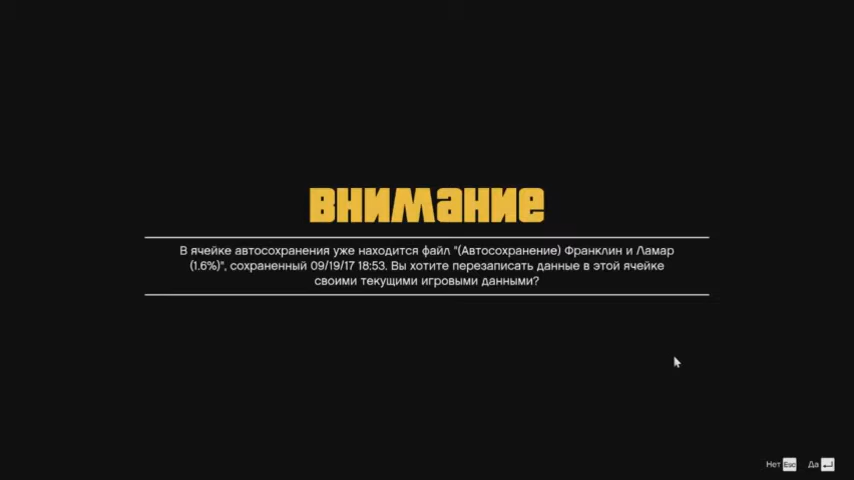 внимание
В ячейке автосохранения уже находится файл "(Автосохранение) Франклин и Ламар
(1.6%)", сохраненный 09/19/17 18:53. Вы хотите перезаписать данные в этой ячейке
своими текущими игровыми данными?
Нет Esc Да